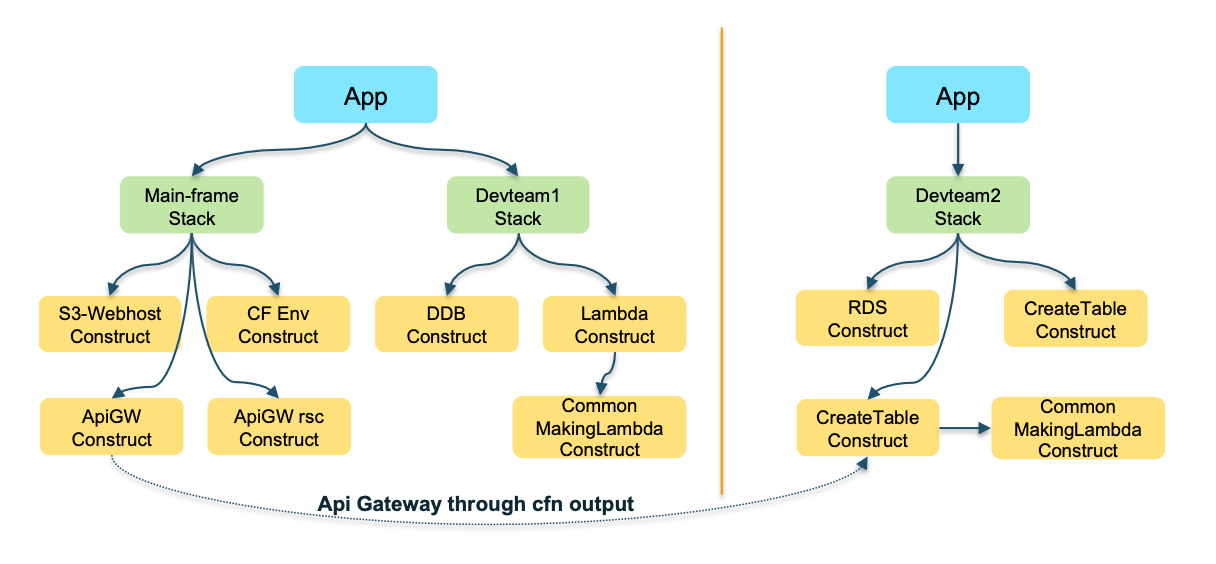 App
App
Main-frame
Stack
Devteam1
Stack
Devteam2
Stack
S3-Webhost
Construct
CF Env
Construct
DDB
Construct
Lambda
Construct
RDS
Construct
CreateTable
Construct
ApiGW
Construct
ApiGW rsc
Construct
Common
MakingLambda
Construct
CreateTable
Construct
Common
MakingLambda
Construct
Api Gateway through cfn output